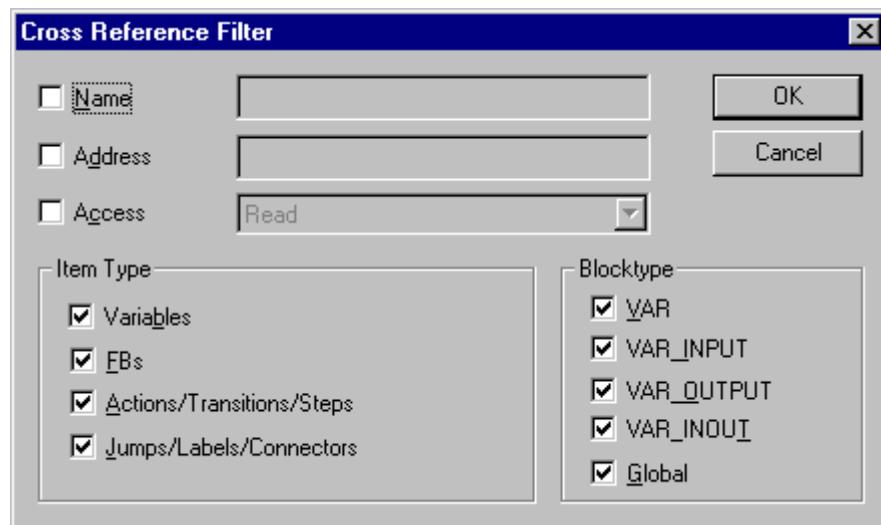 Cross Reference Filter
Name
OK
Address
Cancel
Access
Read
Item Type
Variables
FBs
Actions/Transitions/Steps
Jumps/Labels/Connectors
Blocktype
VAR
VAR_INPUT
VAR_OUTPUT
VAR_INOUT
Global